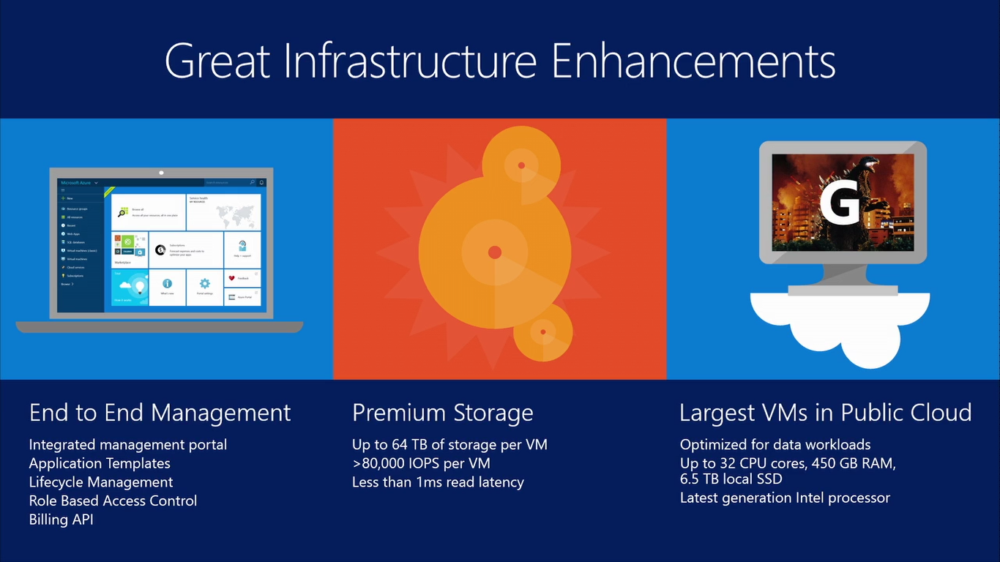 Great Infrastructure Enhancements
Microsoft Azure
New
Resource groups
All resources
Recent
Web Apps
SQL databases
Virtual machines (classic)
Virtual machines
Cloud services
Subscriptions
Browse >
Service health
MY RESOURCES
Marketplace
Subscriptions
Help + support
Tour
What's new
Portal settings
Feedback
Azure Portal
G
End to End Management
Integrated management portal
Application Templates
Lifecycle Management
Role Based Access Control
Billing API
Premium Storage
Up to 64 TB of storage per VM
>80,000 IOPS per VM
Less than 1ms read latency
Largest VMs in Public Cloud
Optimized for data workloads
Up to 32 CPU cores, 450 GB RAM,
6.5 TB local SSD
Latest generation Intel processor